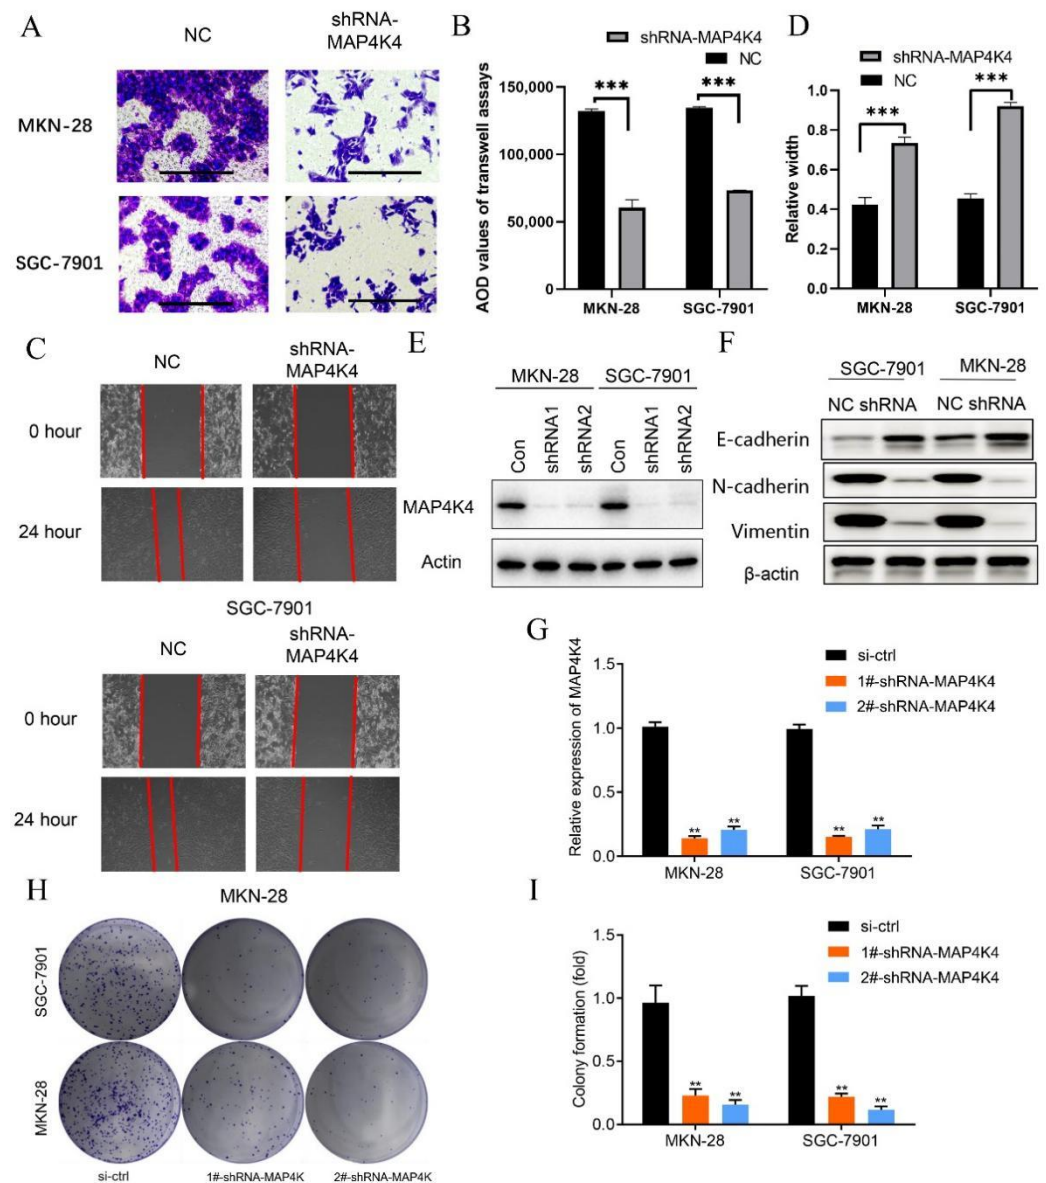 A
NC
shRNA-
MAP4K4
MKN-28
SGC-7901
B
shRNA-MAP4K4
NC
AOD values of transwell assays
150,000
100,000
50,000
0
***
***
MKN-28
SGC-7901
D
shRNA-MAP4K4
NC
Relative width
1.0
0.8
0.6
0.4
0.2
0.0
***
***
MKN-28
SGC-7901
C
NC
shRNA-
MAP4K4
0 hour
24 hour
SGC-7901
NC
shRNA-
MAP4K4
0 hour
24 hour
MKN-28
E
MKN-28
SGC-7901
Con
shRNA1
shRNA2
Con
shRNA1
shRNA2
MAP4K4
Actin
F
SGC-7901
MKN-28
NC shRNA
NC shRNA
E-cadherin
N-cadherin
Vimentin
β-actin
G
Relative expression of MAP4K4
1.5
1.0
0.5
0.0
si-ctrl
1#-shRNA-MAP4K4
2#-shRNA-MAP4K4
**
**
**
**
MKN-28
SGC-7901
H
SGC-7901
MKN-28
si-ctrl
1#-shRNA-MAP4K
2#-shRNA-MAP4K
I
Colony formation (fold)
1.5
1.0
0.5
0.0
si-ctrl
1#-shRNA-MAP4K4
2#-shRNA-MAP4K4
**
**
**
**
MKN-28
SGC-7901